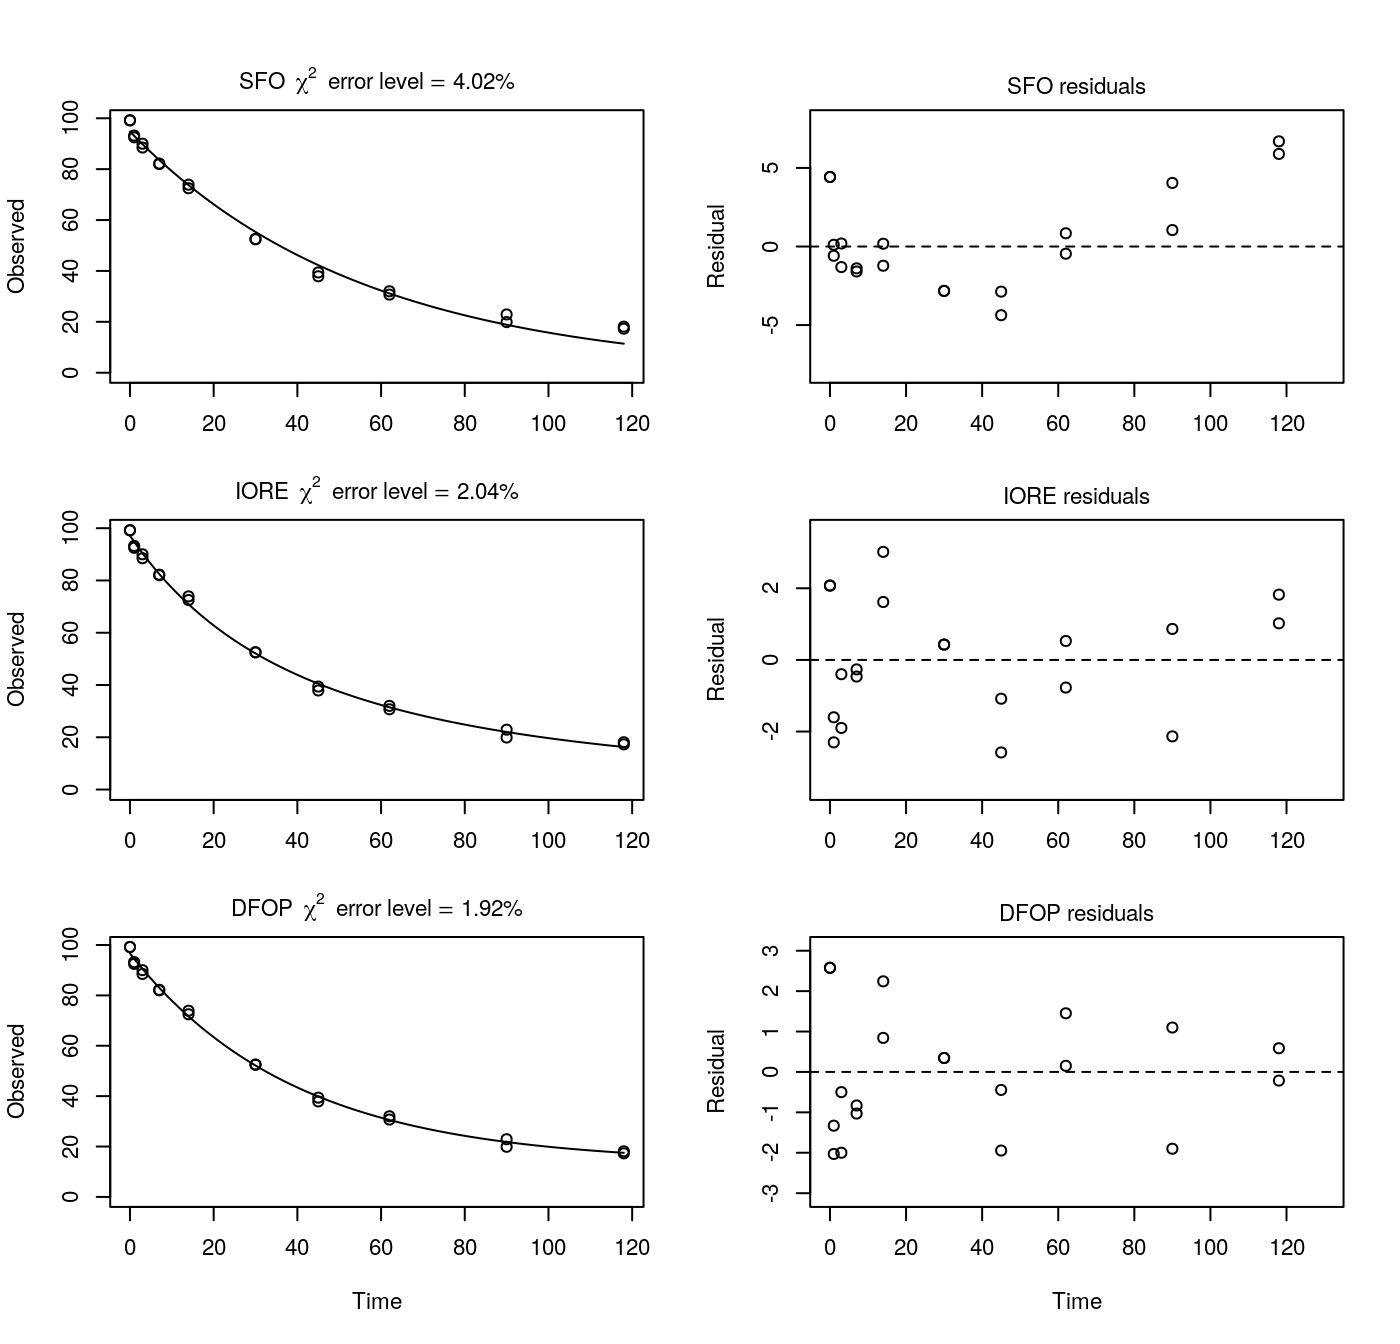 SFO χ² error level = 4.02%
Observed
100
80
60
40
20
0
0 20 40 60 80 100 120
SFO residuals
Residual
5
0
-5
0 20 40 60 80 100 120
IORE χ² error level = 2.04%
Observed
100
80
60
40
20
0
0 20 40 60 80 100 120
IORE residuals
Residual
2
0
-2
0 20 40 60 80 100 120
DFOP χ² error level = 1.92%
Observed
100
80
60
40
20
0
0 20 40 60 80 100 120
Time
DFOP residuals
Residual
3
2
1
0
-1
-2
-3
0 20 40 60 80 100 120
Time